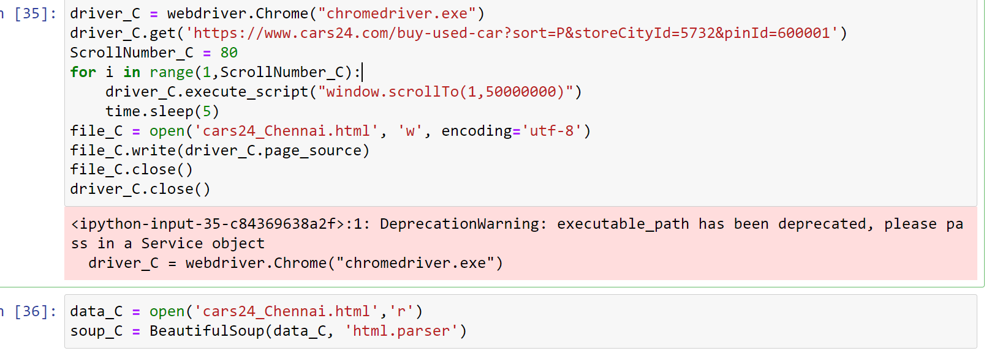 n [35]: driver_C = webdriver.Chrome("chromedriver.exe")
driver_C.get('https://www.cars24.com/buy-used-car?sort=P&storeCityId=5732&pinId=600001')
ScrollNumber_C = 80
for i in range(1,ScrollNumber_C):
    driver_C.execute_script("window.scrollTo(1,50000000)")
    time.sleep(5)
file_C = open('cars24_Chennai.html', 'w', encoding='utf-8')
file_C.write(driver_C.page_source)
file_C.close()
driver_C.close()
<ipython-input-35-c84369638a2f>:1: DeprecationWarning: executable_path has been deprecated, please pa
ss in a Service object
  driver_C = webdriver.Chrome("chromedriver.exe")
n [36]: data_C = open('cars24_Chennai.html','r')
soup_C = BeautifulSoup(data_C, 'html.parser')